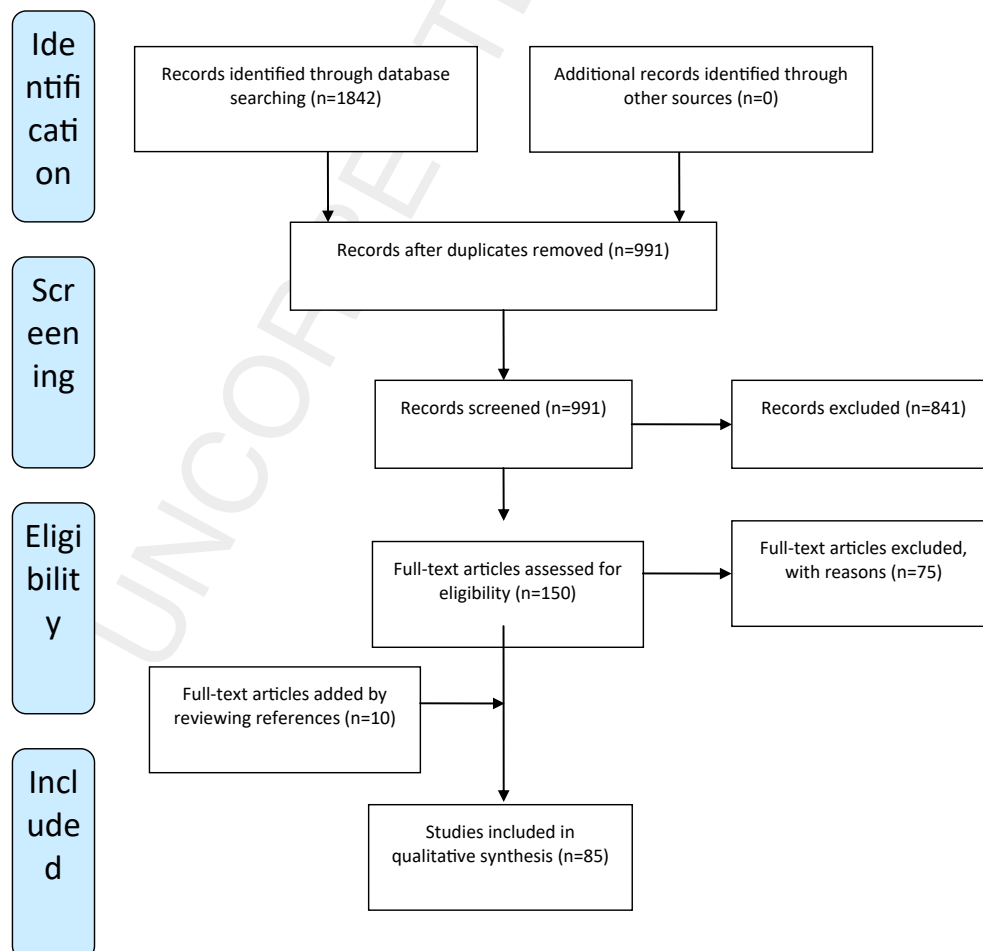 Ide
ntifi
cati
on
Records identified through database
searching (n=1842)
Additional records identified through
other sources (n=0)
Records after duplicates removed (n=991)
Scr
een
ing
Records screened (n=991)
Records excluded (n=841)
Eligi
bilit
y
Full-text articles assessed for
eligibility (n=150)
Full-text articles excluded,
with reasons (n=75)
Full-text articles added by
reviewing references (n=10)
Incl
ude
d
Studies included in
qualitative synthesis (n=85)